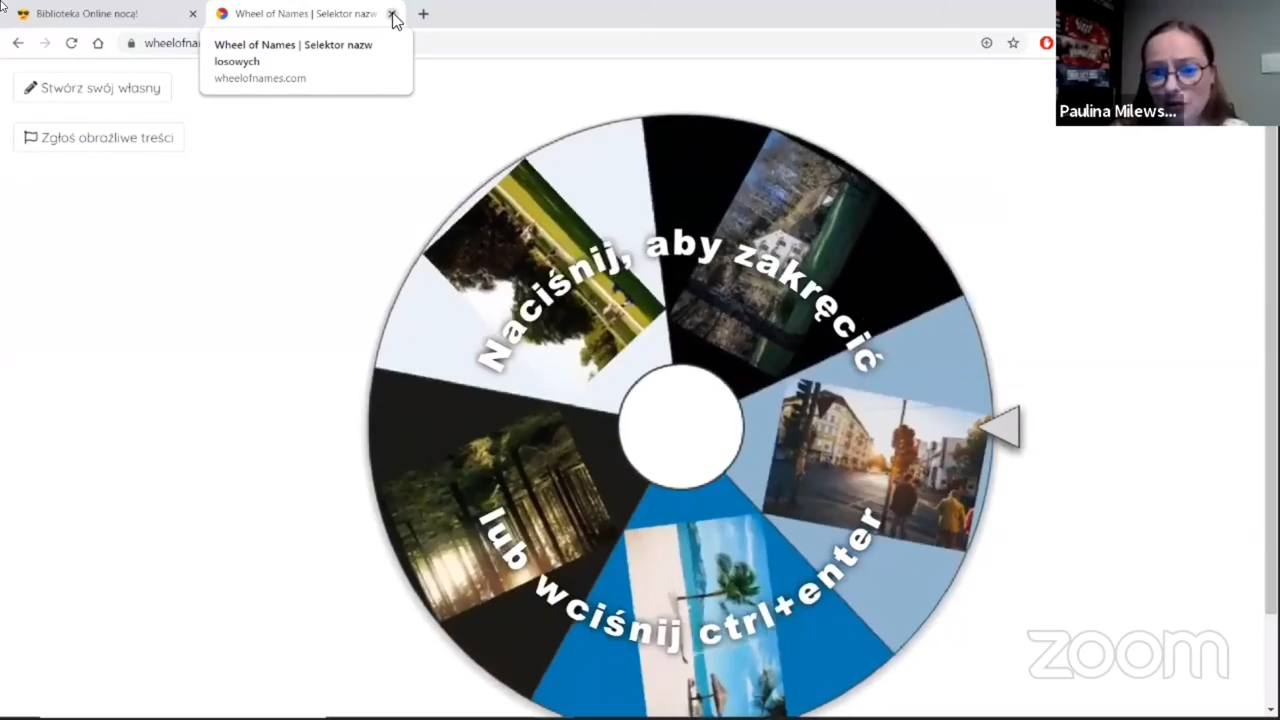 Biblioteka Online nocą!
Wheel of Names | Selektor nazw
wheelofna
Wheel of Names | Selektor nazw
losowych
wheelofnames.com
Stwórz swój własny
Zgłoś obraźliwe treści
Paulina Milews...
Naciśnij, aby zakręcić
lub wciśnij ctrl+enter
zoom